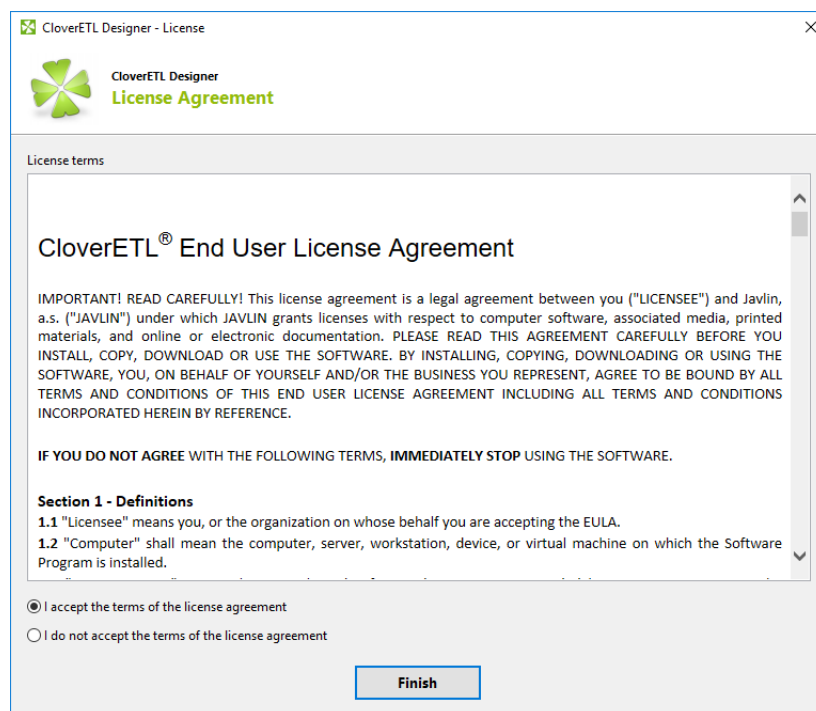 CloverETL Designer - License
CloverETL Designer
License Agreement
License terms
CloverETL® End User License Agreement
IMPORTANT! READ CAREFULLY! This license agreement is a legal agreement between you ("LICENSEE") and Javlin,
a.s. ("JAVLIN") under which JAVLIN grants licenses with respect to computer software, associated media, printed
materials, and online or electronic documentation. PLEASE READ THIS AGREEMENT CAREFULLY BEFORE YOU
INSTALL, COPY, DOWNLOAD OR USE THE SOFTWARE. BY INSTALLING, COPYING, DOWNLOADING OR USING THE
SOFTWARE, YOU, ON BEHALF OF YOURSELF AND/OR THE BUSINESS YOU REPRESENT, AGREE TO BE BOUND BY ALL
TERMS AND CONDITIONS OF THIS END USER LICENSE AGREEMENT INCLUDING ALL TERMS AND CONDITIONS
INCORPORATED HEREIN BY REFERENCE.
IF YOU DO NOT AGREE WITH THE FOLLOWING TERMS, IMMEDIATELY STOP USING THE SOFTWARE.
Section 1 - Definitions
1.1 "Licensee" means you, or the organization on whose behalf you are accepting the EULA.
1.2 "Computer" shall mean the computer, server, workstation, device, or virtual machine on which the Software
Program is installed.
I accept the terms of the license agreement
I do not accept the terms of the license agreement
Finish